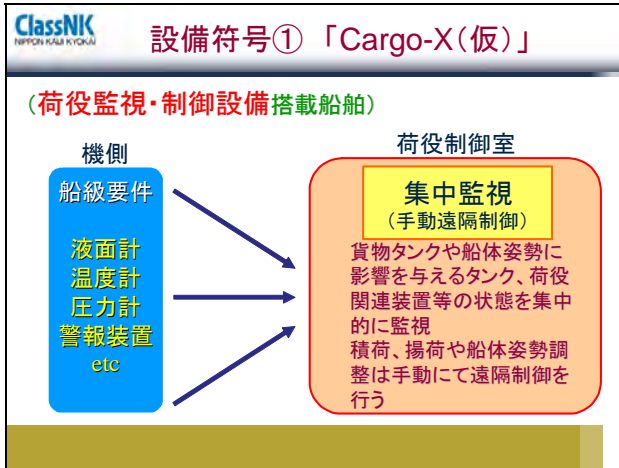 ClassNK
NIPPON KAIJI KYOKAI
設備符号①「Cargo-X(仮)」
(荷役監視・制御設備搭載船舶)
機側
船級要件
液面計
温度計
圧力計
警報装置
etc
荷役制御室
集中監視
(手動遠隔制御)
貨物タンクや船体姿勢に
影響を与えるタンク、荷役
関連装置等の状態を集中
的に監視
積荷、揚荷や船体姿勢調
整は手動にて遠隔制御を
行う